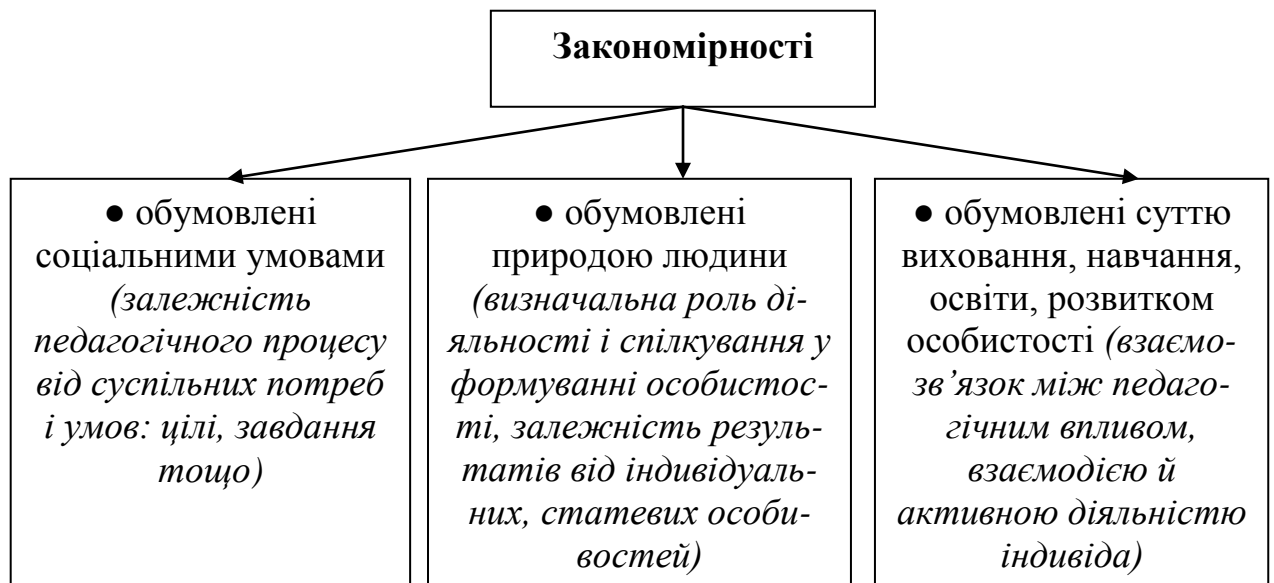 Закономірності
● обумовлені
соціальними умовами
(залежність
педагогічного процесу
від суспільних потреб
і умов: цілі, завдання
тощо)
● обумовлені
природою людини
(визначальна роль ді-
яльності і спілкування у
формуванні особистос-
ті, залежність резуль-
татів від індивідуаль-
них, статевих особи-
востей)
● обумовлені суттю
виховання, навчання,
освіти, розвитком
особистості (взаємо-
зв’язок між педаго-
гічним впливом,
взаємодією й
активною діяльністю
індивіда)